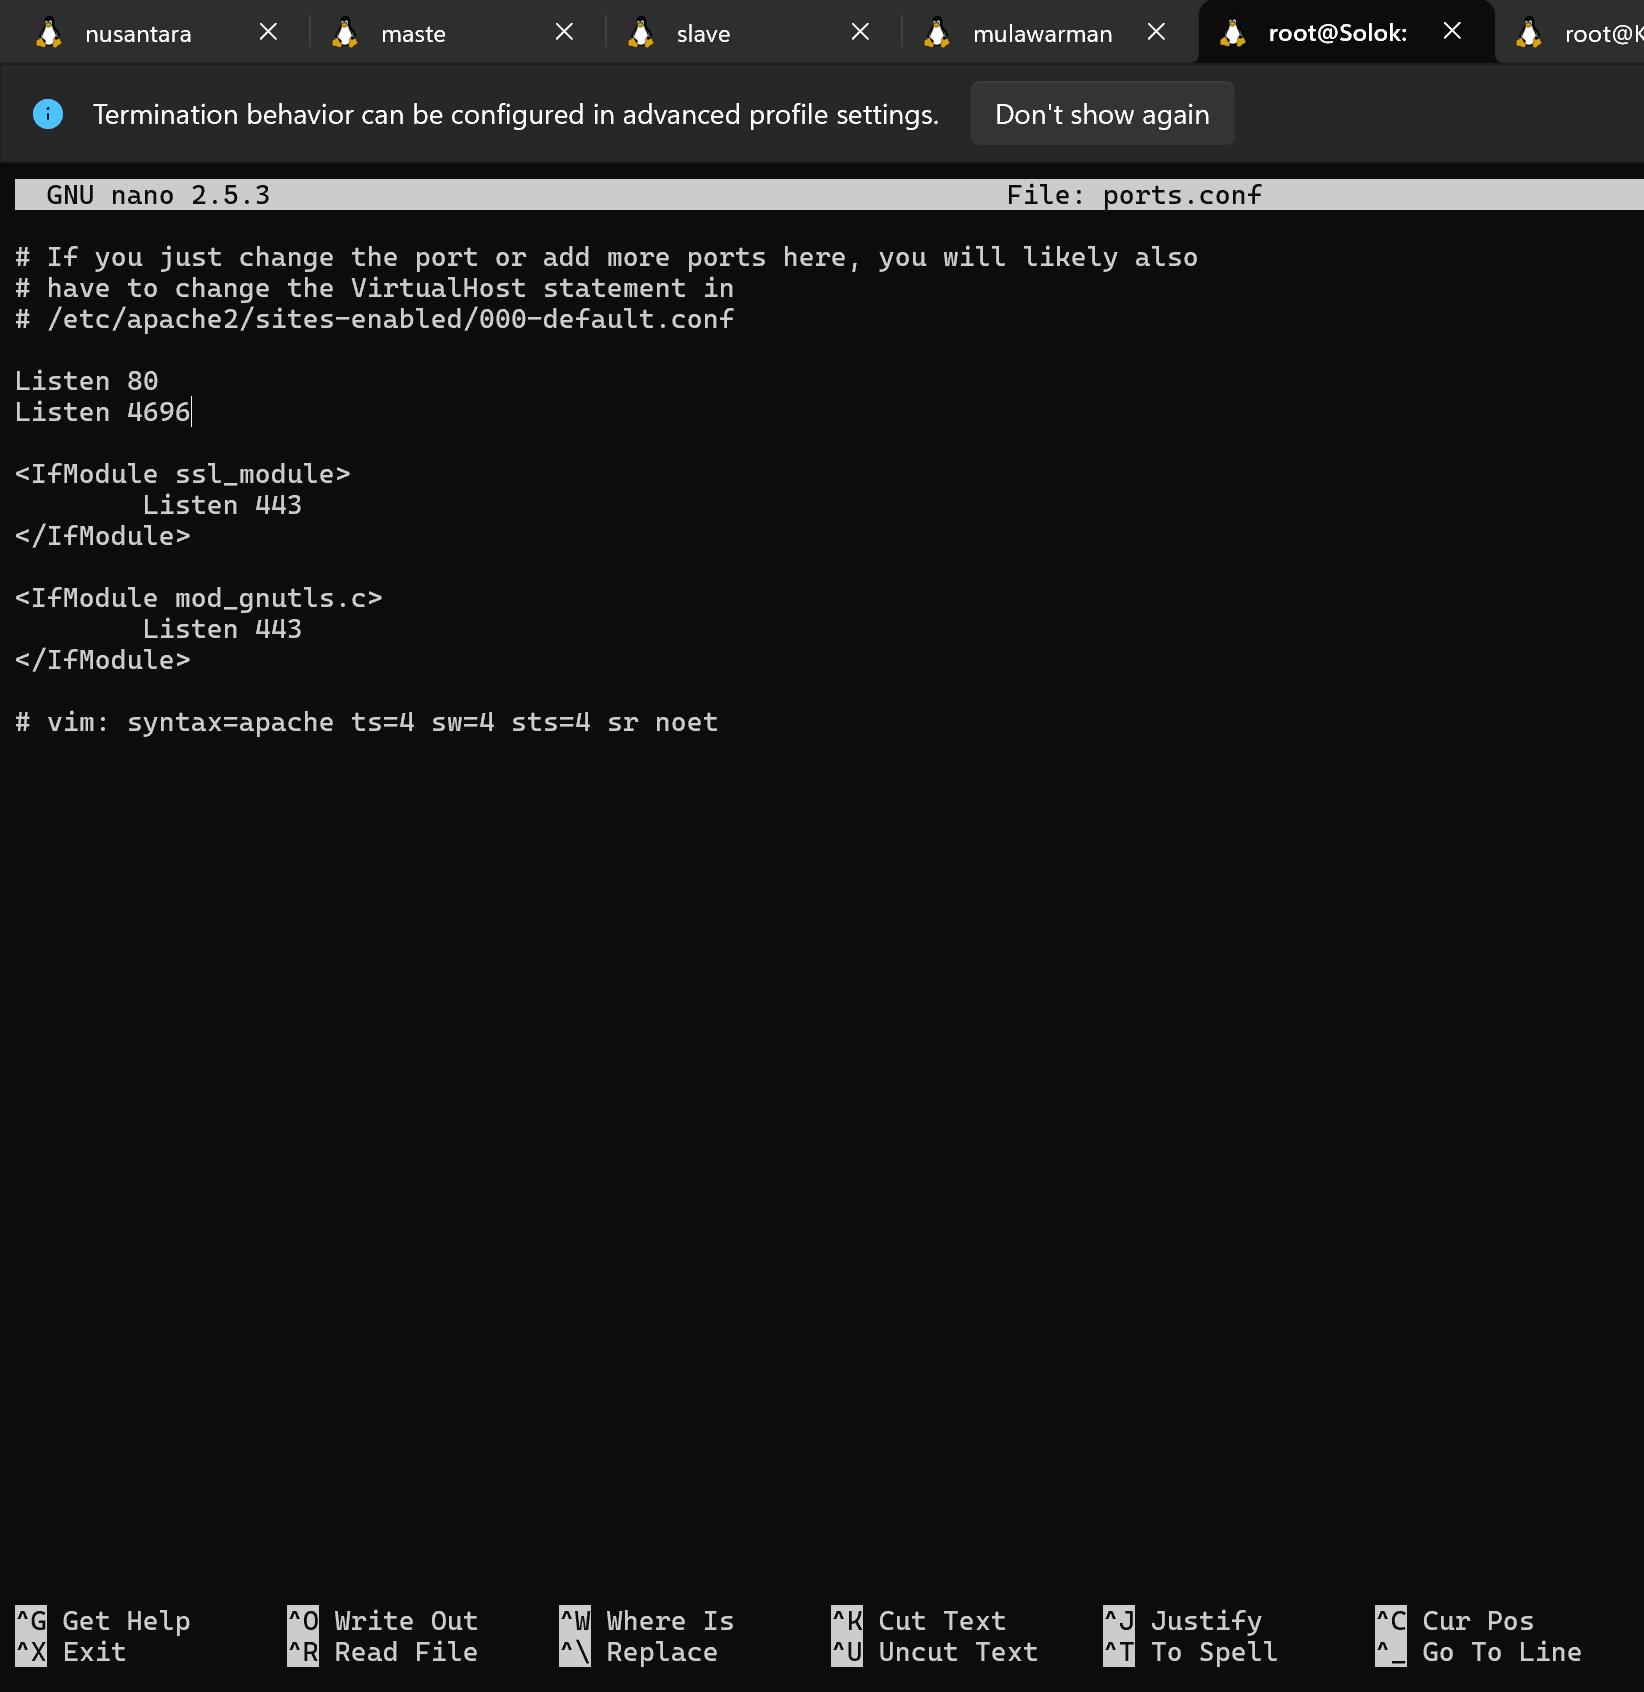 nusantara
maste
slave
mulawarman
root@Solok:
root@K
Termination behavior can be configured in advanced profile settings.
Don't show again
GNU nano 2.5.3 File: ports.conf
# If you just change the port or add more ports here, you will likely also
# have to change the VirtualHost statement in
# /etc/apache2/sites-enabled/000-default.conf
Listen 80
Listen 4696
<IfModule ssl_module>
Listen 443
</IfModule>
<IfModule mod_gnutls.c>
Listen 443
</IfModule>
# vim: syntax=apache ts=4 sw=4 sts=4 sr noet
^G Get Help ^O Write Out ^W Where Is ^K Cut Text ^J Justify ^C Cur Pos
^X Exit ^R Read File ^\ Replace ^U Uncut Text ^T To Spell ^_ Go To Line